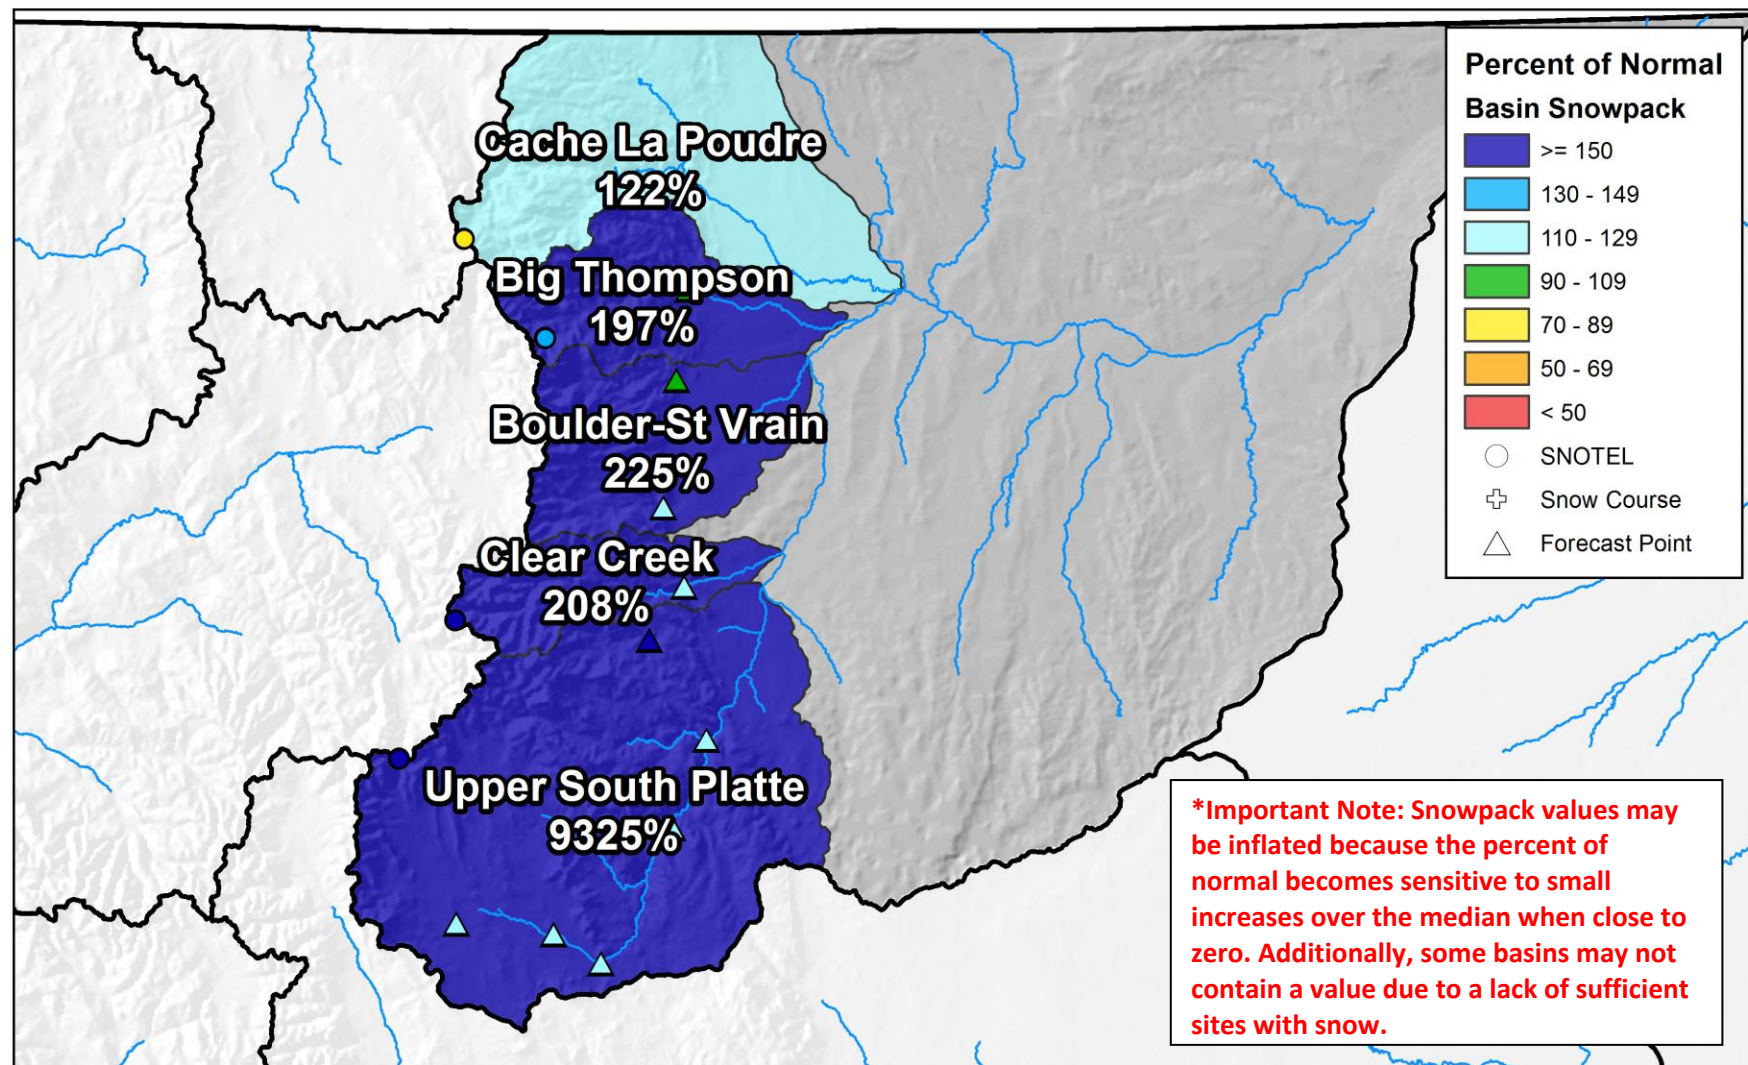 Cache La Poudre
122%
Big Thompson
197%
Boulder-St Vrain
225%
Clear Creek
208%
Upper South Platte
9325%
Percent of Normal
Basin Snowpack
>= 150
130 - 149
110 - 129
90 - 109
70 - 89
50 - 69
< 50
SNOTEL
Snow Course
Forecast Point
*Important Note: Snowpack values may
be inflated because the percent of
normal becomes sensitive to small
increases over the median when close to
zero. Additionally, some basins may not
contain a value due to a lack of sufficient
sites with snow.